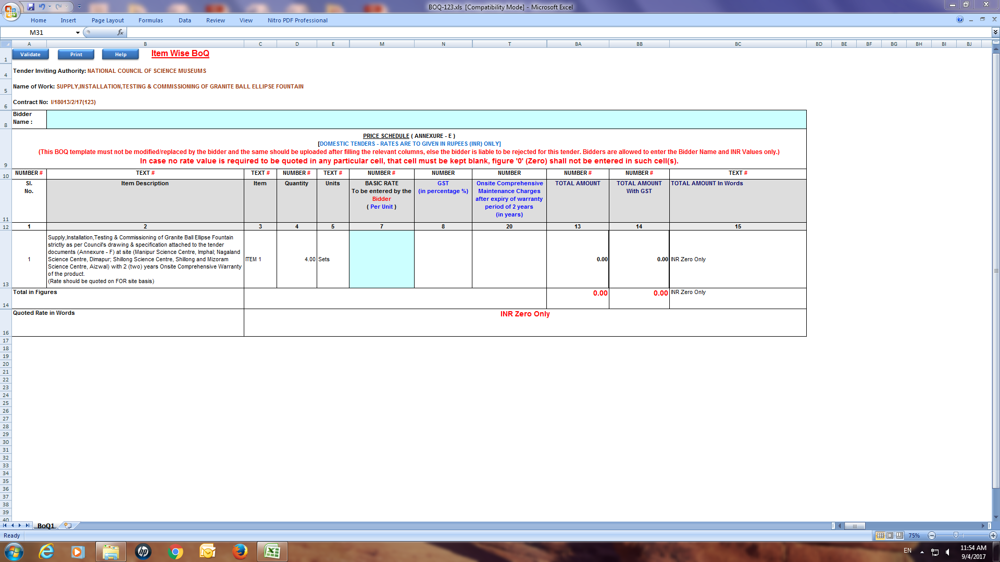 BOQ-123.xls [Compatibility Mode] - Microsoft Excel
Home Insert Page Layout Formulas Data Review View Nitro PDF Professional
M31 fx
A B C D E M N T BA BB BC BD BE BF BG BH BI BJ
Validate Print Help Item Wise BoQ
1
Tender Inviting Authority: NATIONAL COUNCIL OF SCIENCE MUSEUMS
4
Name of Work: SUPPLY,INSTALLATION,TESTING & COMMISSIONING OF GRANITE BALL ELLIPSE FOUNTAIN
5
Contract No: I/18013/2/17(123)
6
Bidder
Name :
8
PRICE SCHEDULE ( ANNEXURE - E )
[DOMESTIC TENDERS - RATES ARE TO GIVEN IN RUPEES (INR) ONLY]
(This BOQ template must not be modified/replaced by the bidder and the same should be uploaded after filling the relevant columns, else the bidder is liable to be rejected for this tender. Bidders are allowed to enter the Bidder Name and INR Values only.)
In case no rate value is required to be quoted in any particular cell, that cell must be kept blank, figure '0' (Zero) shall not be entered in such cell(s).
9
NUMBER # TEXT # TEXT # NUMBER # TEXT # NUMBER # NUMBER NUMBER NUMBER # NUMBER # TEXT #
10
Sl.
No.
Item Description
Item
Quantity
Units
BASIC RATE
To be entered by the
Bidder
( Per Unit )
GST
(in percentage %)
Onsite Comprehensive
Maintenance Charges
after expiry of warranty
period of 2 years
(in years)
TOTAL AMOUNT
TOTAL AMOUNT
With GST
TOTAL AMOUNT In Words
11
12 1 2 3 4 5 7 8 20 13 14 15
1
Supply,Installation,Testing & Commissioning of Granite Ball Ellipse Fountain
strictly as per Council's drawing & specification attached to the tender
documents (Annexure - F) at site (Manipur Science Centre, Imphal; Nagaland
Science Centre, Dimapur; Shillong Science Centre, Shillong and Mizoram
Science Centre, Aizwal) with 2 (two) years Onsite Comprehensive Warranty
of the product.
(Rate should be quoted on FOR site basis)
ITEM 1 4.00 Sets 0.00 0.00 INR Zero Only
13
Total in Figures 0.00 0.00 INR Zero Only
14
Quoted Rate in Words INR Zero Only
16
17
18
19
20
21
22
23
24
25
26
27
28
29
30
31
32
33
34
35
36
37
38
39
40
BoQ1
Ready 75%
EN 11:54 AM
9/4/2017
hp